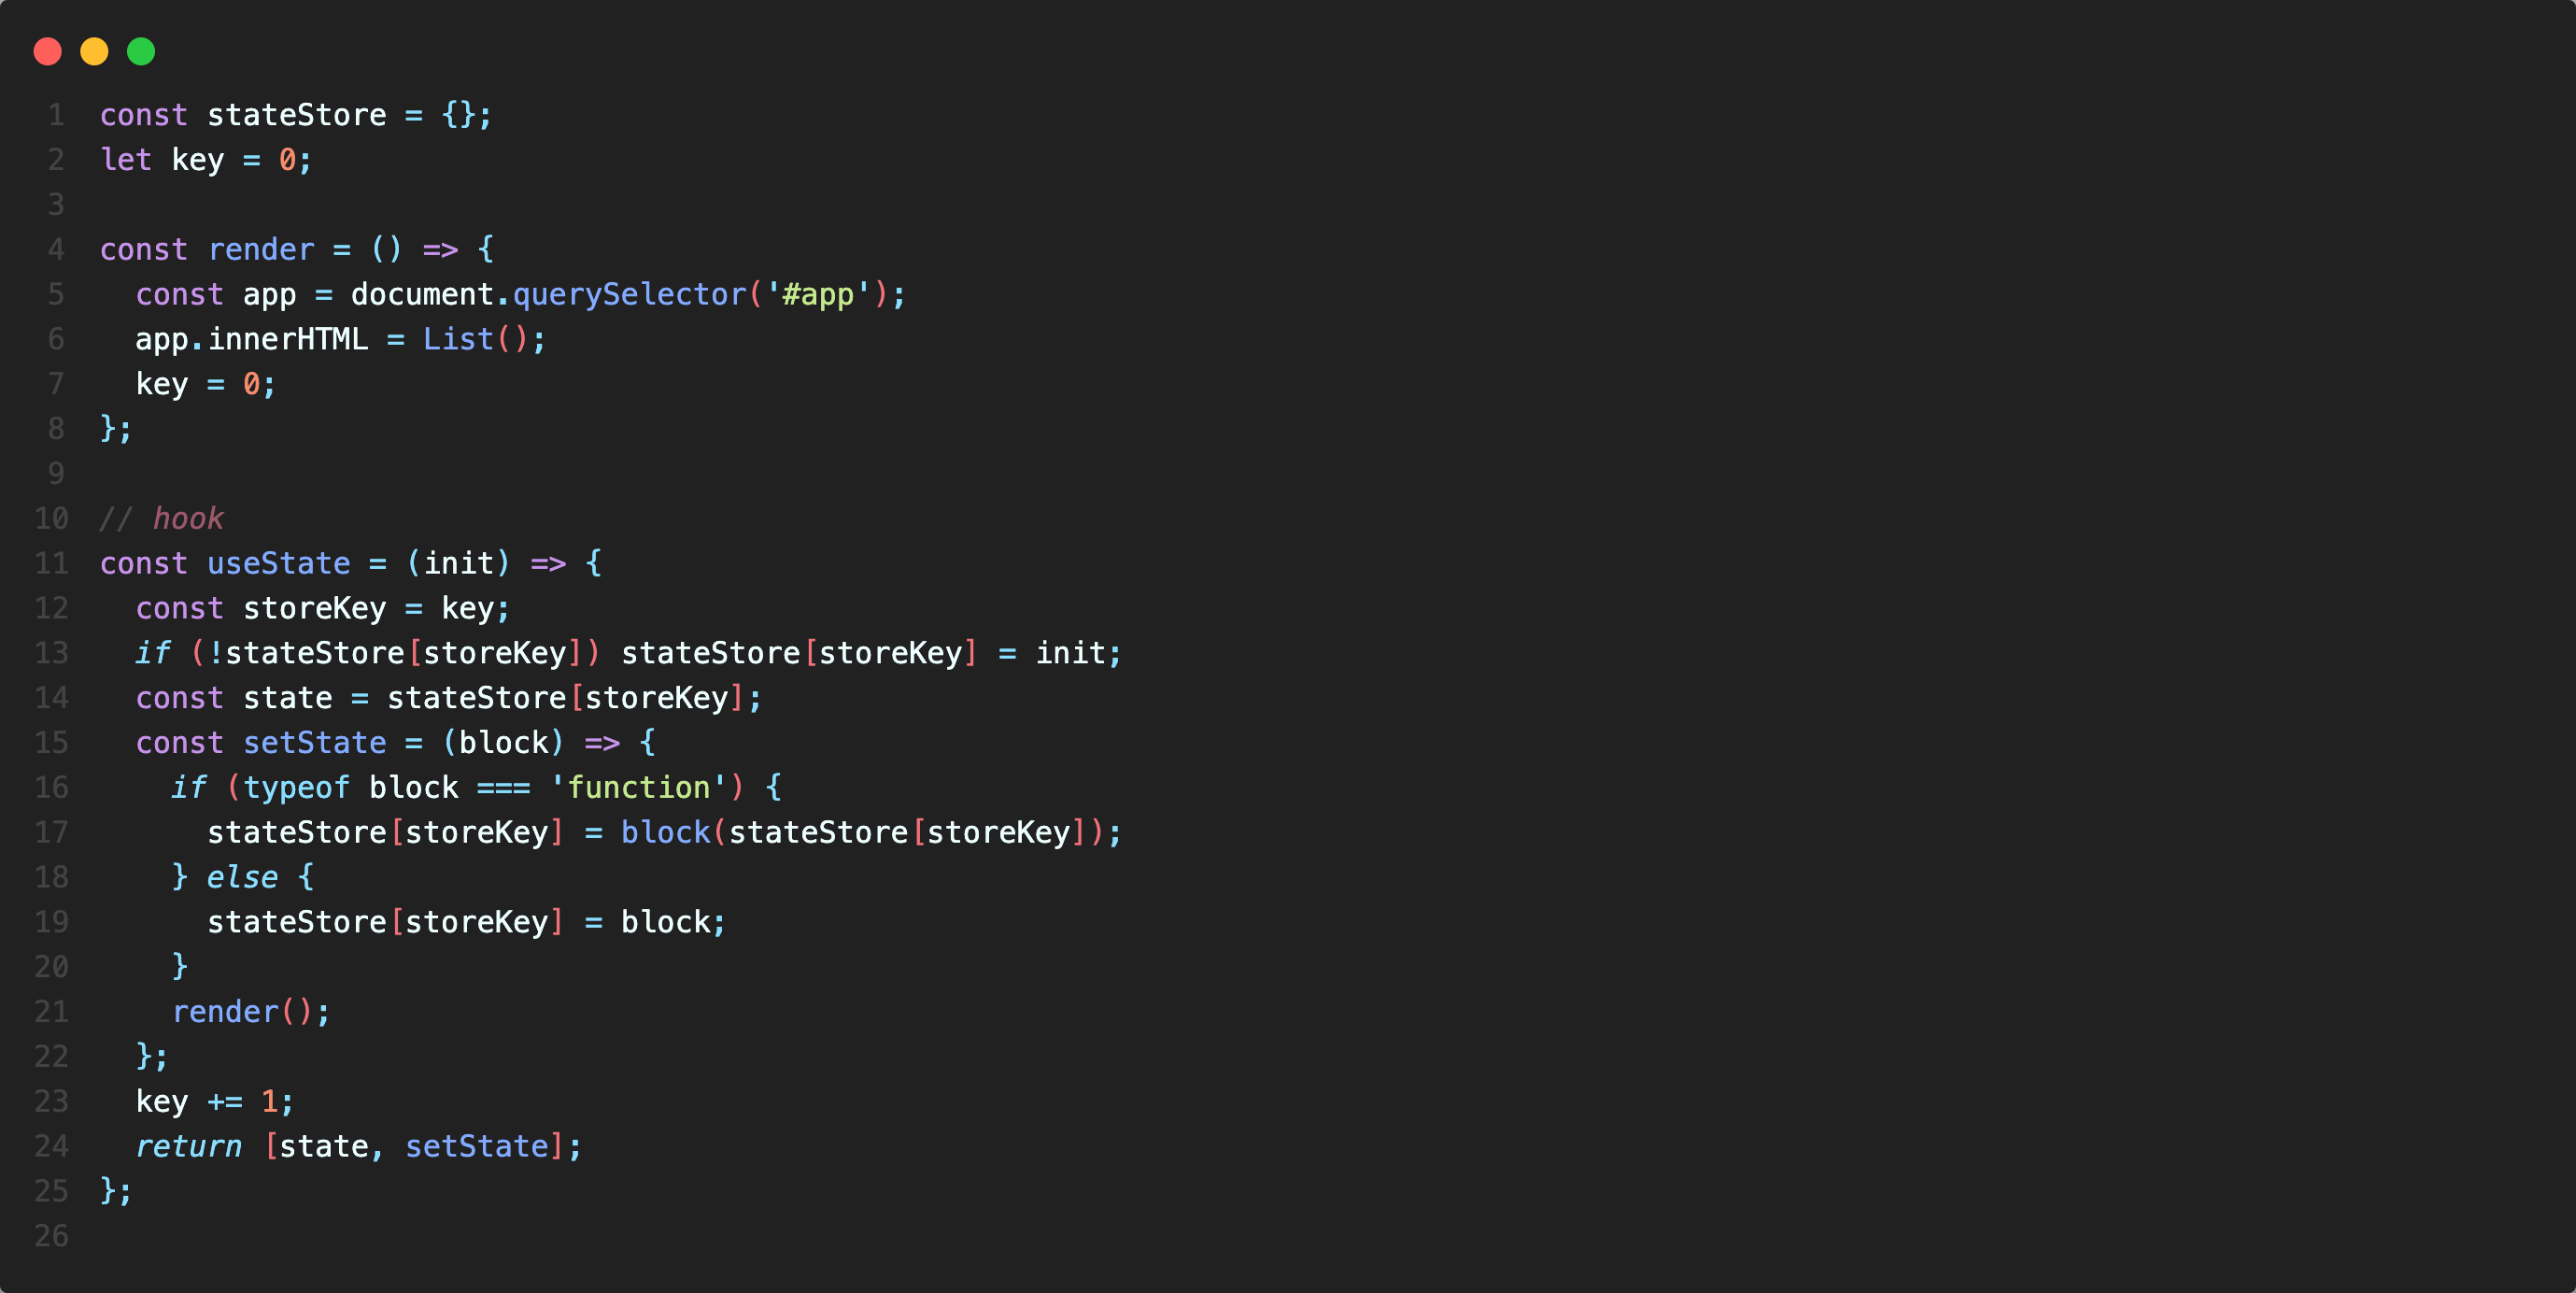 1 const stateStore = {};
2 let key = 0;
3
4 const render = () => {
5   const app = document.querySelector('#app');
6   app.innerHTML = List();
7   key = 0;
8 };
9
10 // hook
11 const useState = (init) => {
12   const storeKey = key;
13   if (!stateStore[storeKey]) stateStore[storeKey] = init;
14   const state = stateStore[storeKey];
15   const setState = (block) => {
16     if (typeof block === 'function') {
17       stateStore[storeKey] = block(stateStore[storeKey]);
18     } else {
19       stateStore[storeKey] = block;
20     }
21     render();
22   };
23   key += 1;
24   return [state, setState];
25 };
26